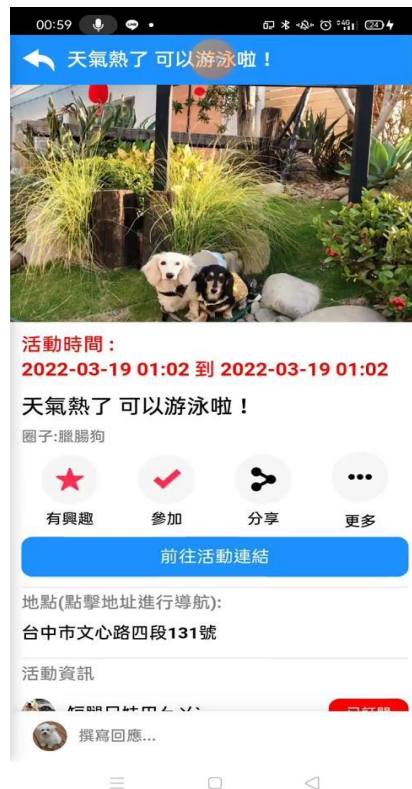 00:59
24
天氣熱了 可以游泳啦！
活動時間：
2022-03-19 01:02 到 2022-03-19 01:02
天氣熱了 可以游泳啦！
圈子:臘腸狗
有興趣 參加 分享 更多
前往活動連結
地點(點擊地址進行導航):
台中市文心路四段131號
活動資訊
撰寫回應...